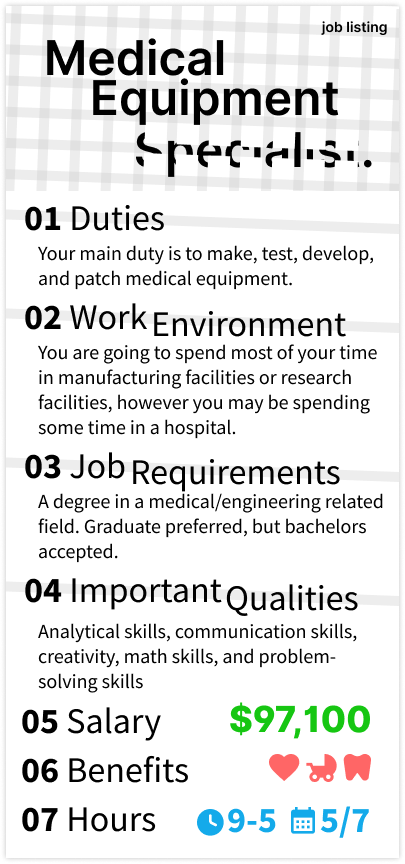 job listing
Medical
Equipment
Specialist.
01 Duties
Your main duty is to make, test, develop,
and patch medical equipment.
02 Work Environment
You are going to spend most of your time
in manufacturing facilities or research
facilities, however you may be spending
some time in a hospital.
03 Job Requirements
A degree in a medical/engineering related
field. Graduate preferred, but bachelors
accepted.
04 Important Qualities
Analytical skills, communication skills,
creativity, math skills, and problem-
solving skills
05 Salary $97,100
06 Benefits
07 Hours 9-5 5/7